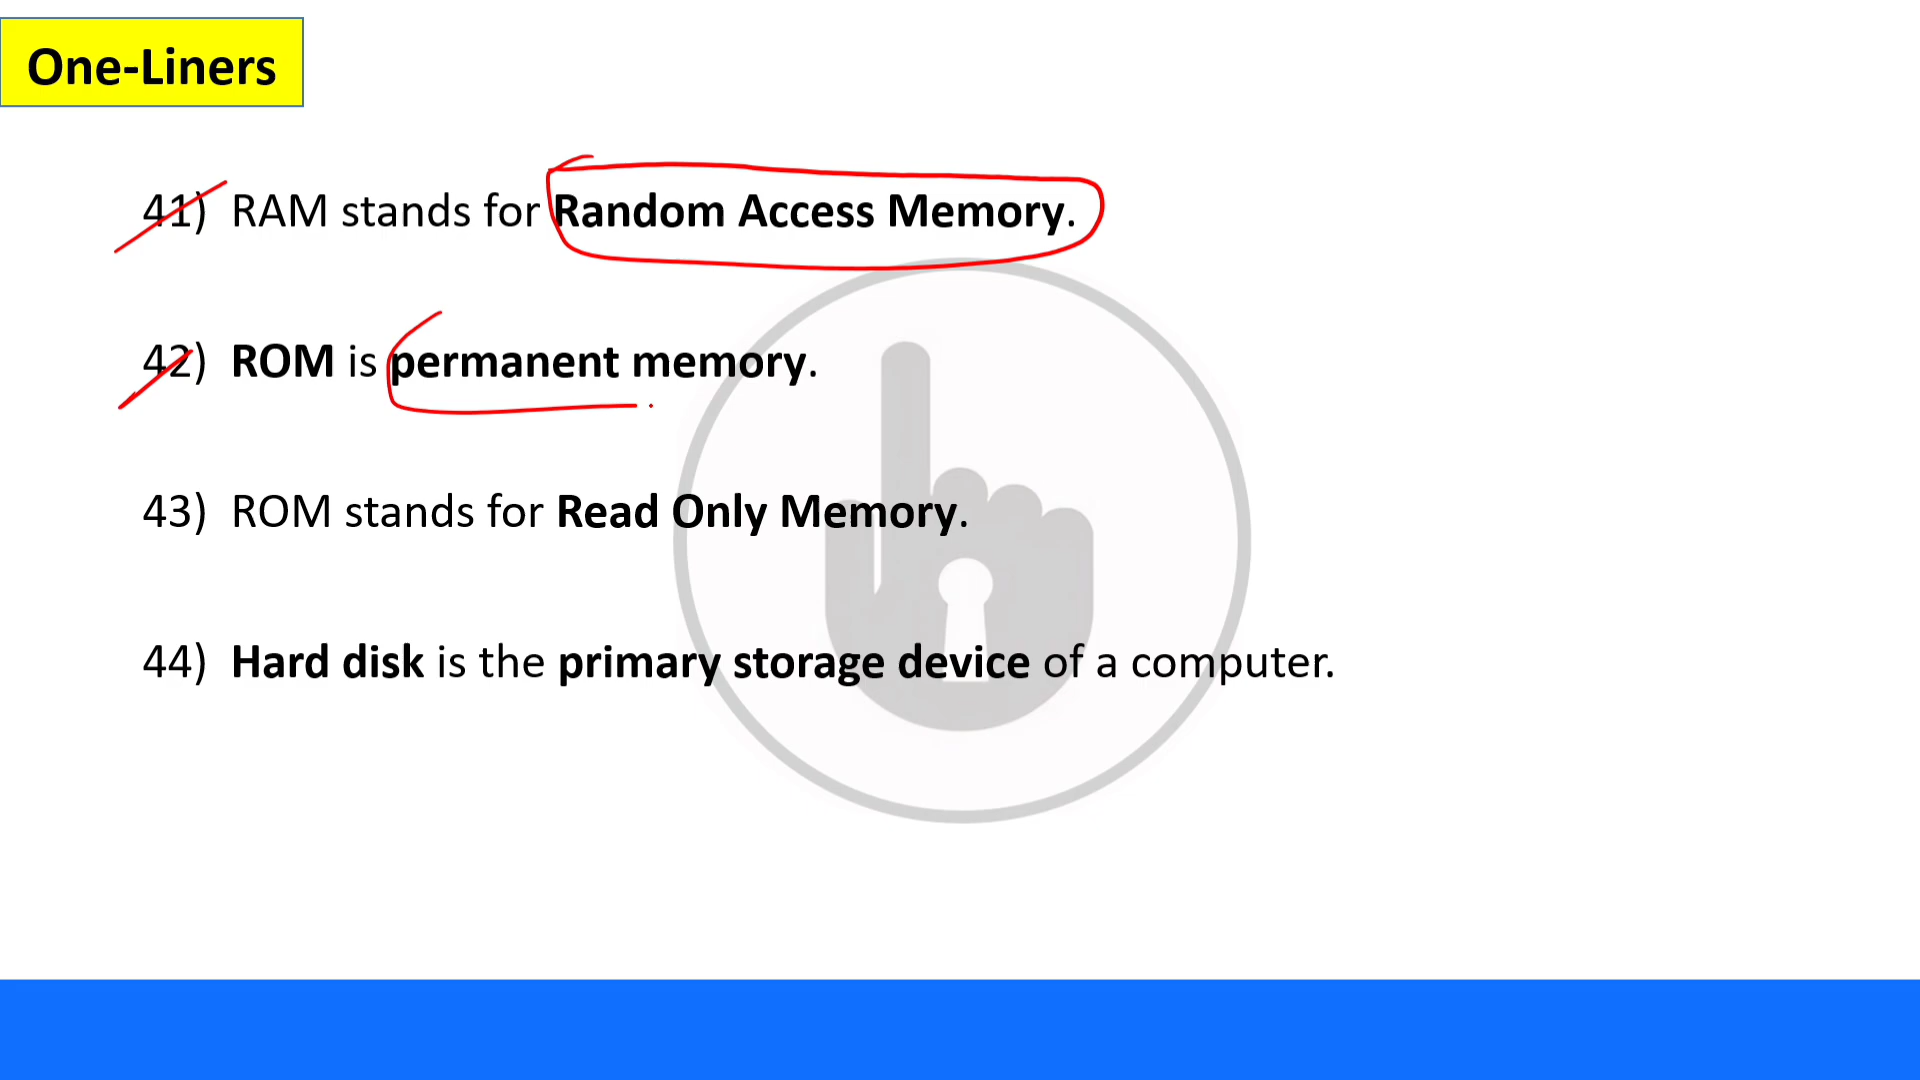 One-Liners
41) RAM stands for Random Access Memory.
42) ROM is permanent memory.
43) ROM stands for Read Only Memory.
44) Hard disk is the primary storage device of a computer.